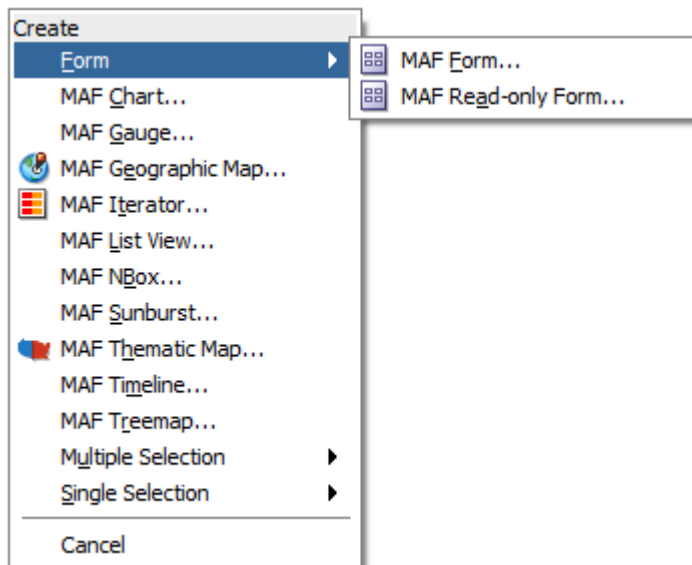 Create
Form
MAF Form...
MAF Read-only Form...
MAF Chart...
MAF Gauge...
MAF Geographic Map...
MAF Iterator...
MAF List View...
MAF NBox...
MAF Sunburst...
MAF Thematic Map...
MAF Timeline...
MAF Treemap...
Multiple Selection
Single Selection
Cancel